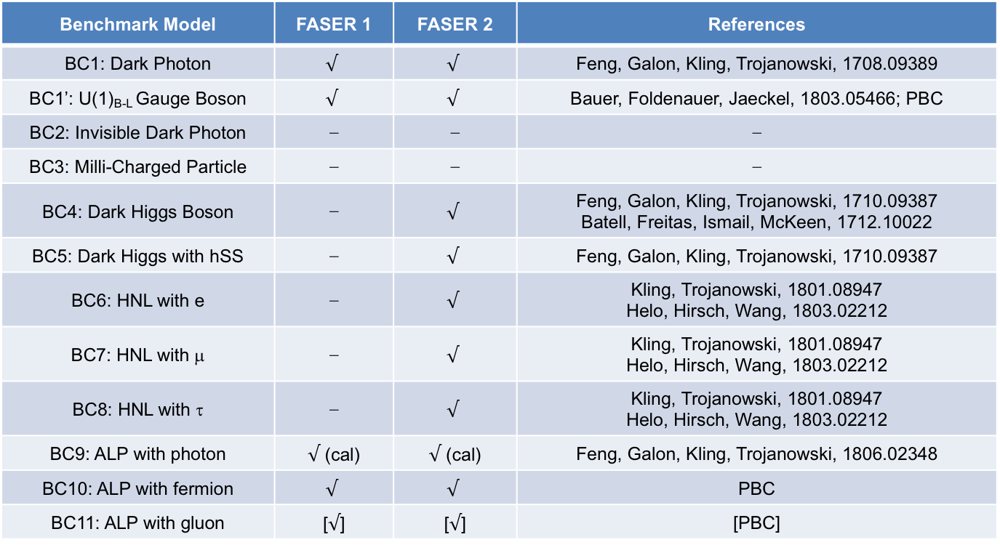 Benchmark Model FASER 1 FASER 2 References
BC1: Dark Photon √ √ Feng, Galon, Kling, Trojanowski, 1708.09389
BC1’: U(1)B-L Gauge Boson √ √ Bauer, Foldenauer, Jaeckel, 1803.05466; PBC
BC2: Invisible Dark Photon – – –
BC3: Milli-Charged Particle – – –
BC4: Dark Higgs Boson – √ Feng, Galon, Kling, Trojanowski, 1710.09387
Batell, Freitas, Ismail, McKeen, 1712.10022
BC5: Dark Higgs with hSS – √ Feng, Galon, Kling, Trojanowski, 1710.09387
BC6: HNL with e – √ Kling, Trojanowski, 1801.08947
Helo, Hirsch, Wang, 1803.02212
BC7: HNL with μ – √ Kling, Trojanowski, 1801.08947
Helo, Hirsch, Wang, 1803.02212
BC8: HNL with τ – √ Kling, Trojanowski, 1801.08947
Helo, Hirsch, Wang, 1803.02212
BC9: ALP with photon √ (cal) √ (cal) Feng, Galon, Kling, Trojanowski, 1806.02348
BC10: ALP with fermion √ √ PBC
BC11: ALP with gluon [√] [√] [PBC]